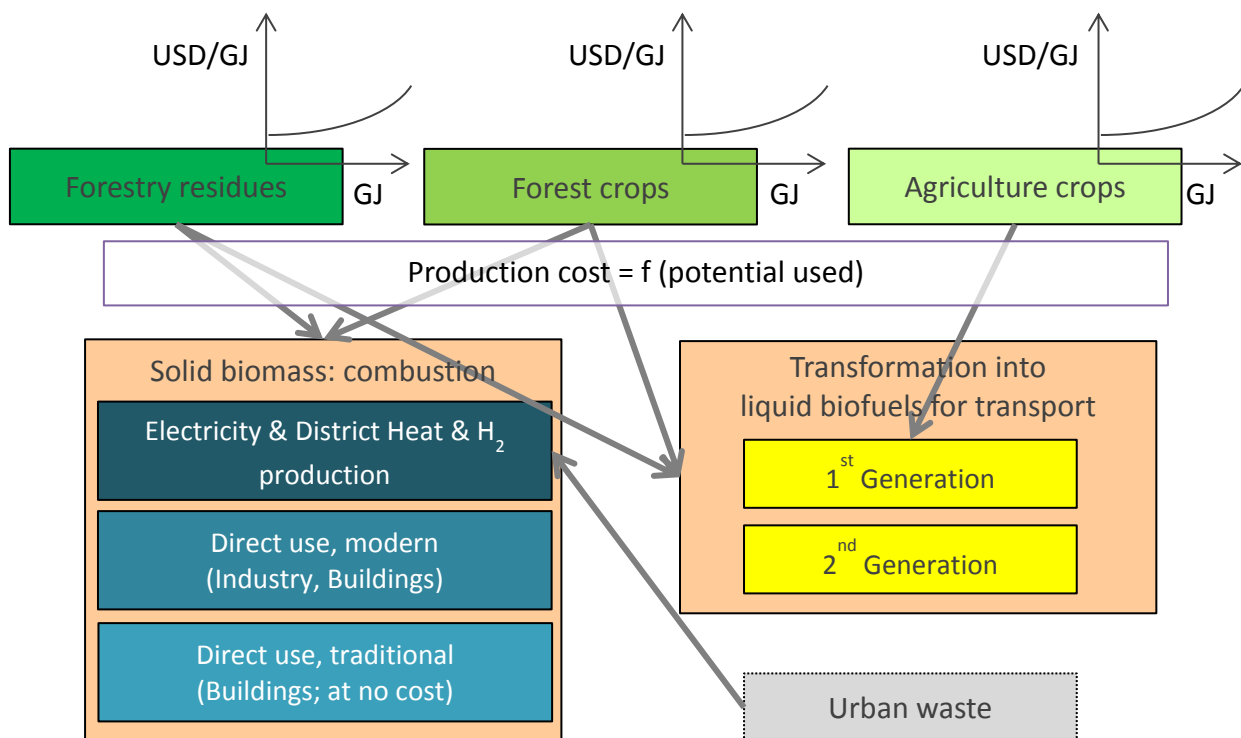 USD/GJ
USD/GJ
USD/GJ
Forestry residues
GJ
Forest crops
GJ
Agriculture crops
GJ
Production cost = f (potential used)
Solid biomass: combustion
Electricity & District Heat & H₂
production
Direct use, modern
(Industry, Buildings)
Direct use, traditional
(Buildings; at no cost)
Transformation into
liquid biofuels for transport
1st Generation
2nd Generation
Urban waste